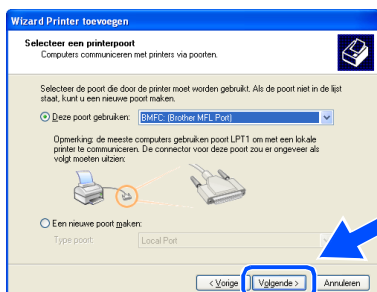 Wizard Printer toevoegen
Selecteer een printerpoort
Computers communiceren met printers via poorten.
Selecteer de poort die door de printer moet worden gebruikt. Als de poort niet in de lijst
staat, kunt u een nieuwe poort maken.
Deze poort gebruiken: BMFC: (Brother MFL Port)
Opmerking: de meeste computers gebruiken poort LPT1 om met een lokale
printer te communiceren. De connector voor deze poort zou er ongeveer als
volgt moeten uitzien:
Een nieuwe poort maken:
Type poort: Local Port
< Vorige Volgende > Annuleren